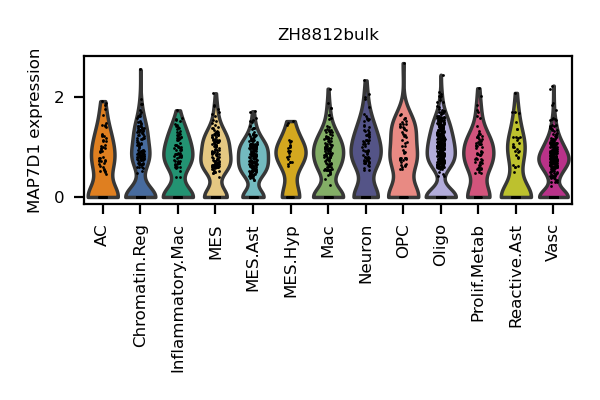 ZH8812bulk
MAP7D1 expression
2
0
AC
Chromatin.Reg
Inflammatory.Mac
MES
MES.Ast
MES.Hyp
Mac
Neuron
OPC
Oligo
Prolif.Metab
Reactive.Ast
Vasc